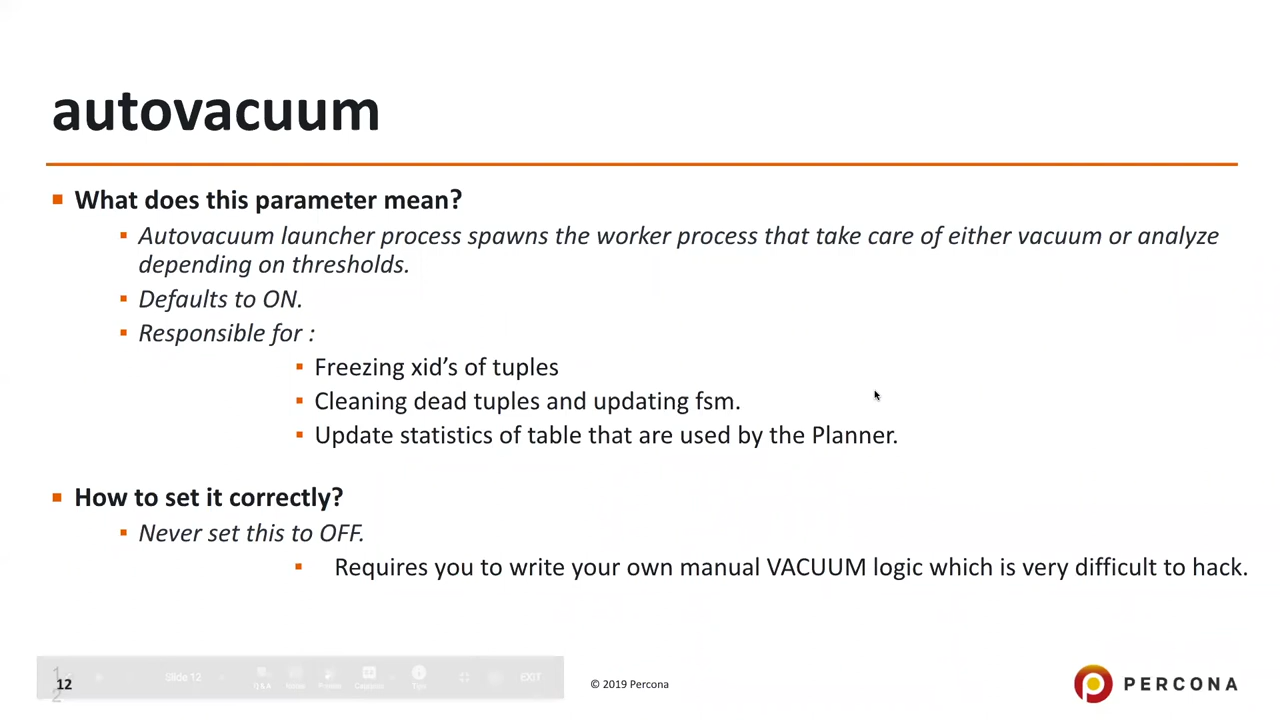 autovacuum
What does this parameter mean?
Autovacuum launcher process spawns the worker process that take care of either vacuum or analyze
depending on thresholds.
Defaults to ON.
Responsible for :
Freezing xid’s of tuples
Cleaning dead tuples and updating fsm.
Update statistics of table that are used by the Planner.
How to set it correctly?
Never set this to OFF.
Requires you to write your own manual VACUUM logic which is very difficult to hack.
12
Slide 12
Q & A
EXIT
© 2019 Percona
PERCONA